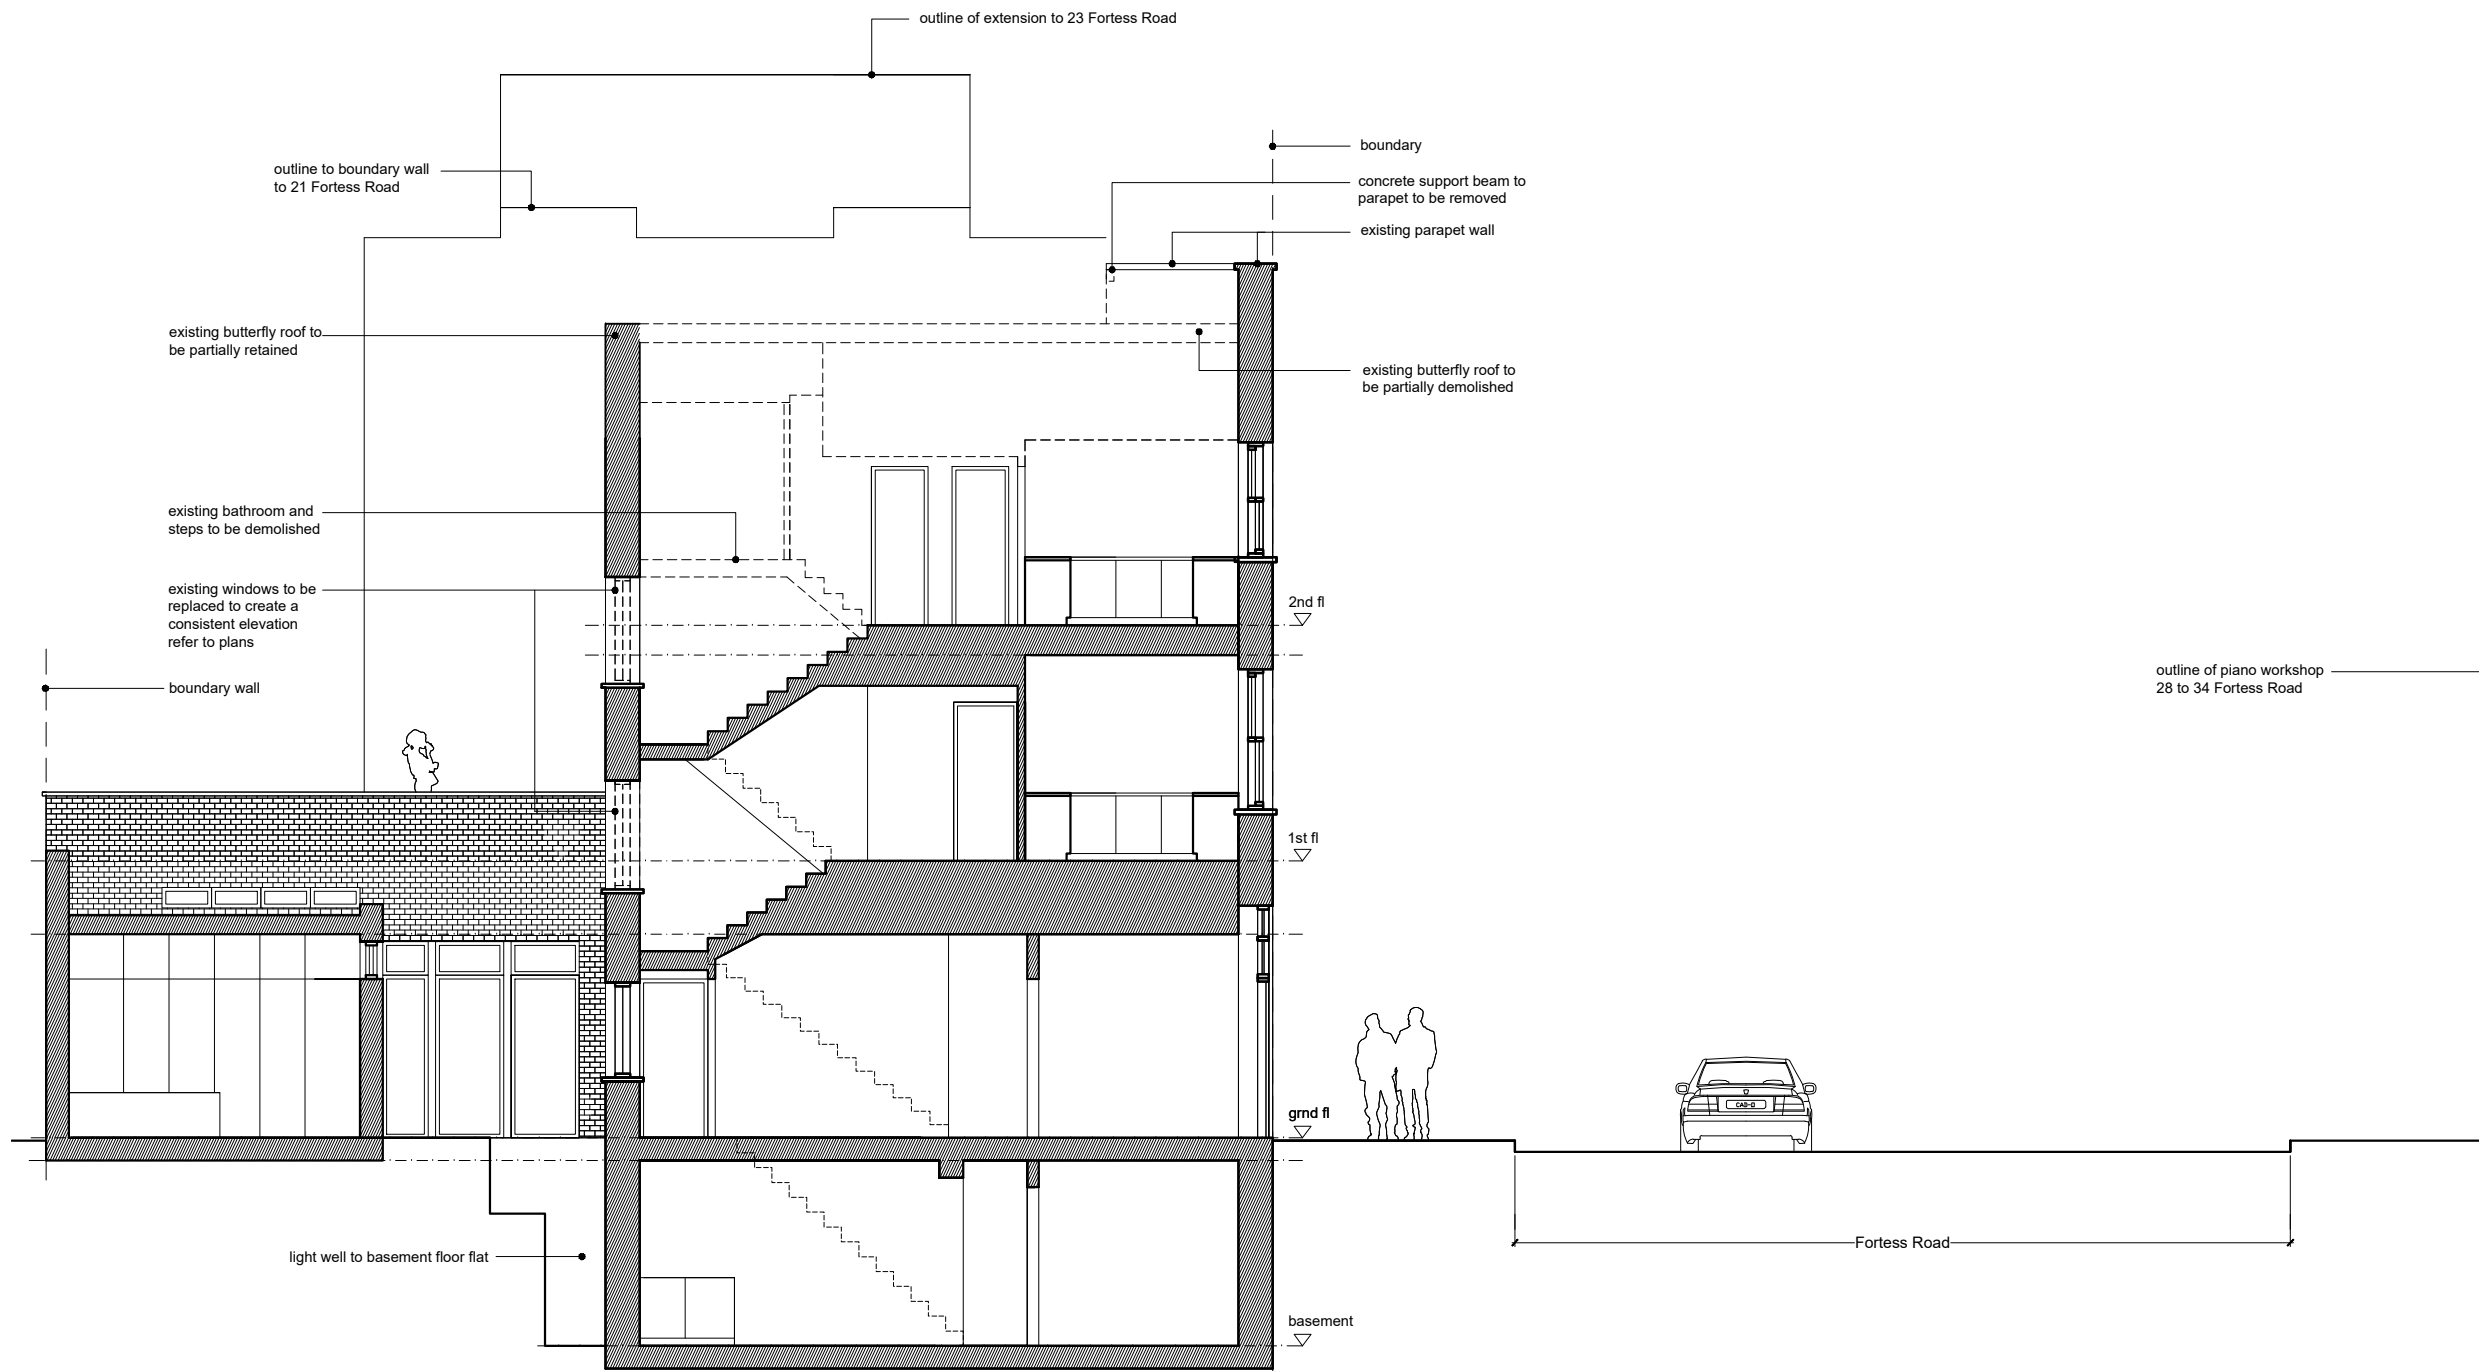 outline of extension to 23 Fortess Road
boundary
outline to boundary wall
to 21 Fortess Road
concrete support beam to
parapet to be removed
existing parapet wall
existing butterfly roof to
be partially retained
existing butterfly roof to
be partially demolished
existing bathroom and
steps to be demolished
existing windows to be
replaced to create a
consistent elevation
refer to plans
2nd fl
boundary wall
outline of piano workshop
28 to 34 Fortess Road
1st fl
grnd fl
CAD-D
Fortess Road
light well to basement floor flat
basement